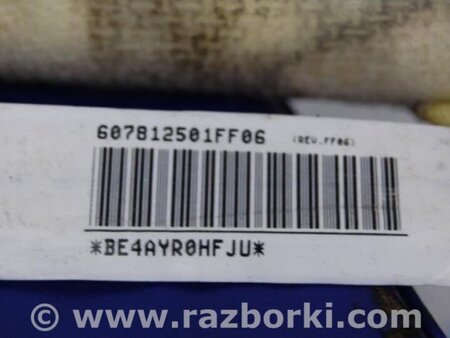 607812501FF06 (REV.FF06)
*BE4AYR0HFJU*
© www.razborki.com